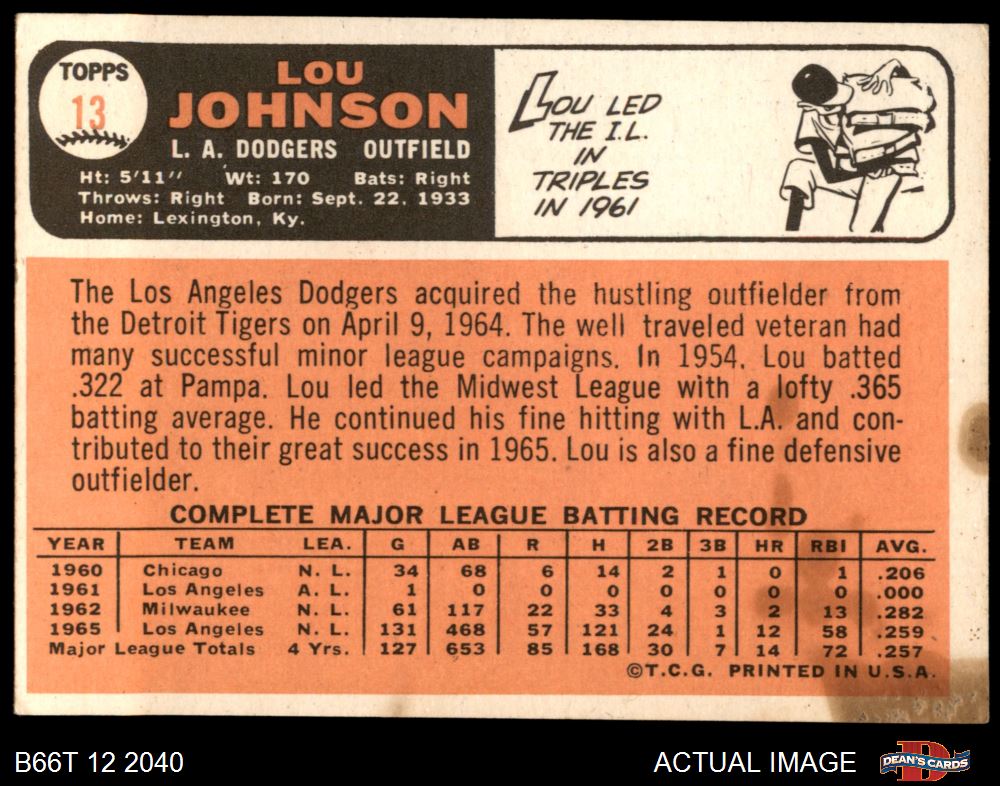 TOPPS
13
LOU
JOHNSON
L. A. DODGERS OUTFIELD
Ht: 5'11" Wt: 170 Bats: Right
Throws: Right Born: Sept. 22, 1933
Home: Lexington, Ky.
LOU LED
THE I.L.
IN
TRIPLES
IN 1961
The Los Angeles Dodgers acquired the hustling outfielder from
the Detroit Tigers on April 9, 1964. The well traveled veteran had
many successful minor league campaigns. In 1954, Lou batted
.322 at Pampa. Lou led the Midwest League with a lofty .365
batting average. He continued his fine hitting with L.A. and con-
tributed to their great success in 1965. Lou is also a fine defensive
outfielder.
COMPLETE MAJOR LEAGUE BATTING RECORD
YEAR TEAM LEA. G AB R H 2B 3B HR RBI AVG.
1960 Chicago N. L. 34 68 6 14 2 1 0 1 .206
1961 Los Angeles A. L. 1 0 0 0 0 0 0 0 .000
1962 Milwaukee N. L. 61 117 22 33 4 3 2 13 .282
1965 Los Angeles N. L. 131 468 57 121 24 1 12 58 .259
Major League Totals 4 Yrs. 127 653 85 168 30 7 14 72 .257
©T.C.G. PRINTED IN U.S.A.
B66T 12 2040
ACTUAL IMAGE
D
DEAN'S CARDS